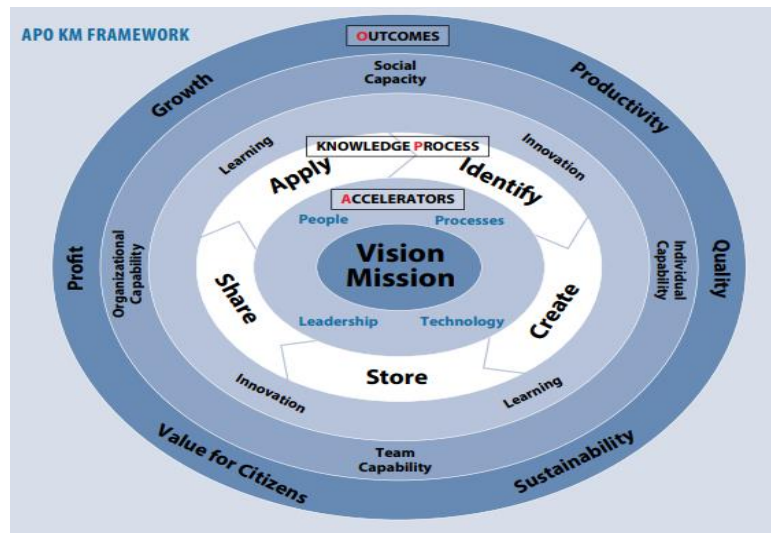 APO KM FRAMEWORK
OUTCOMES
Growth
Productivity
Social
Capacity
Learning
KNOWLEDGE PROCESS
Innovation
Apply
Identify
ACCELERATORS
People
Processes
Profit
Organizational
Capability
Vision
Mission
Individual
Capability
Quality
Share
Leadership
Technology
Create
Store
Innovation
Learning
Value for Citizens
Team
Capability
Sustainability